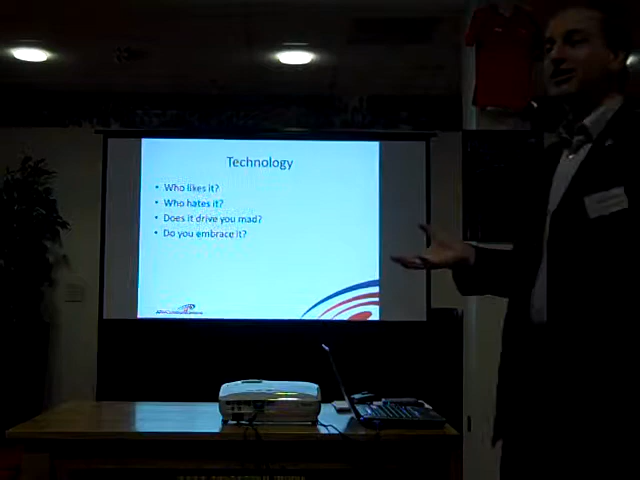 Technology
• Who likes it?
• Who hates it?
• Does it drive you mad?
• Do you embrace it?